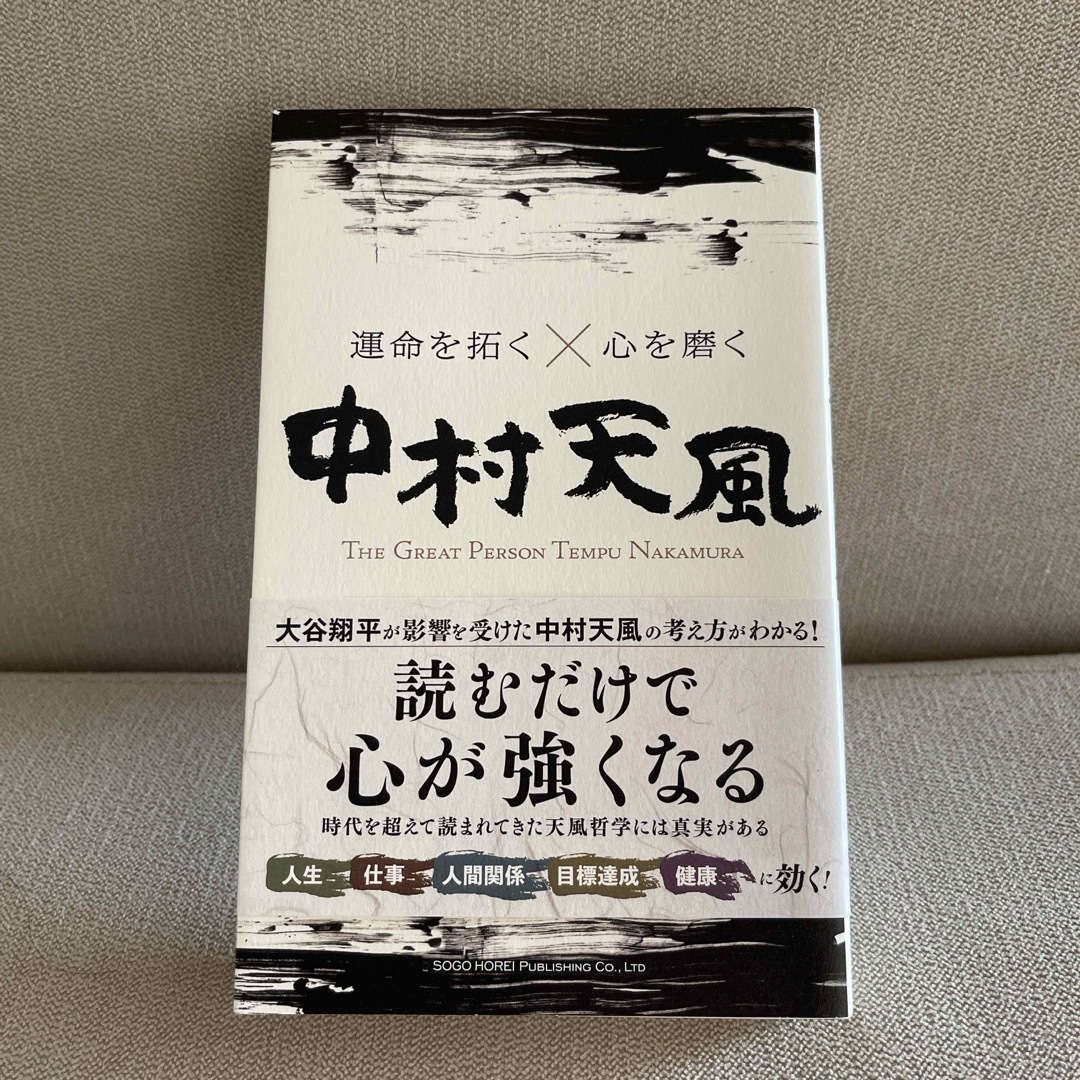 運命を拓く×心を磨く
中村天風
THE GREAT PERSON TEMPU NAKAMURA
大谷翔平が影響を受けた中村天風の考え方がわかる!
読むだけで
心が強くなる
時代を超えて読まれてきた天風哲学には真実がある
人生 仕事 人間関係 目標達成 健康 に効く!
SOGO HOREI PUBLISHING CO., LTD